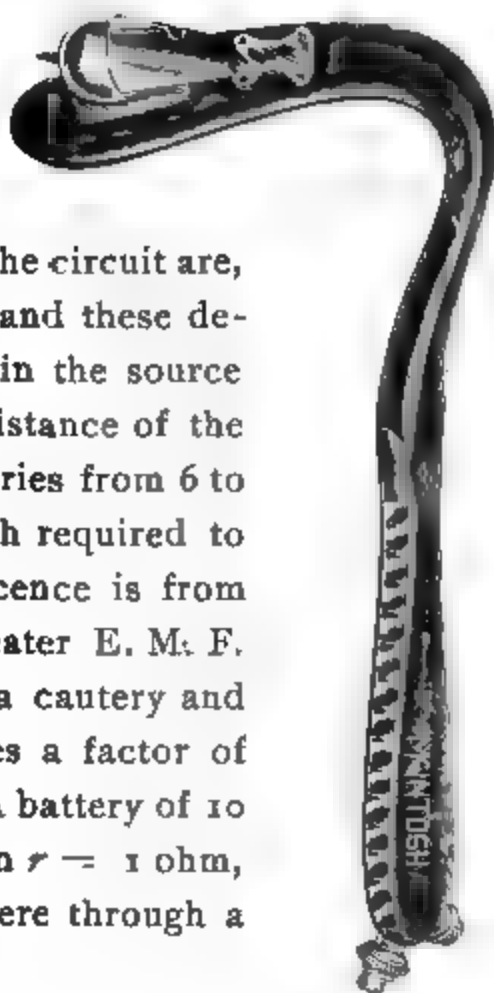 he circuit are,
and these de-
in the source
istance of the
ries from 6 to
h required to
cence is from
ater E. M. F.
a cautery and
es a factor of
A battery of 10
n r = 1 ohm,
ere through a
McINTOSH